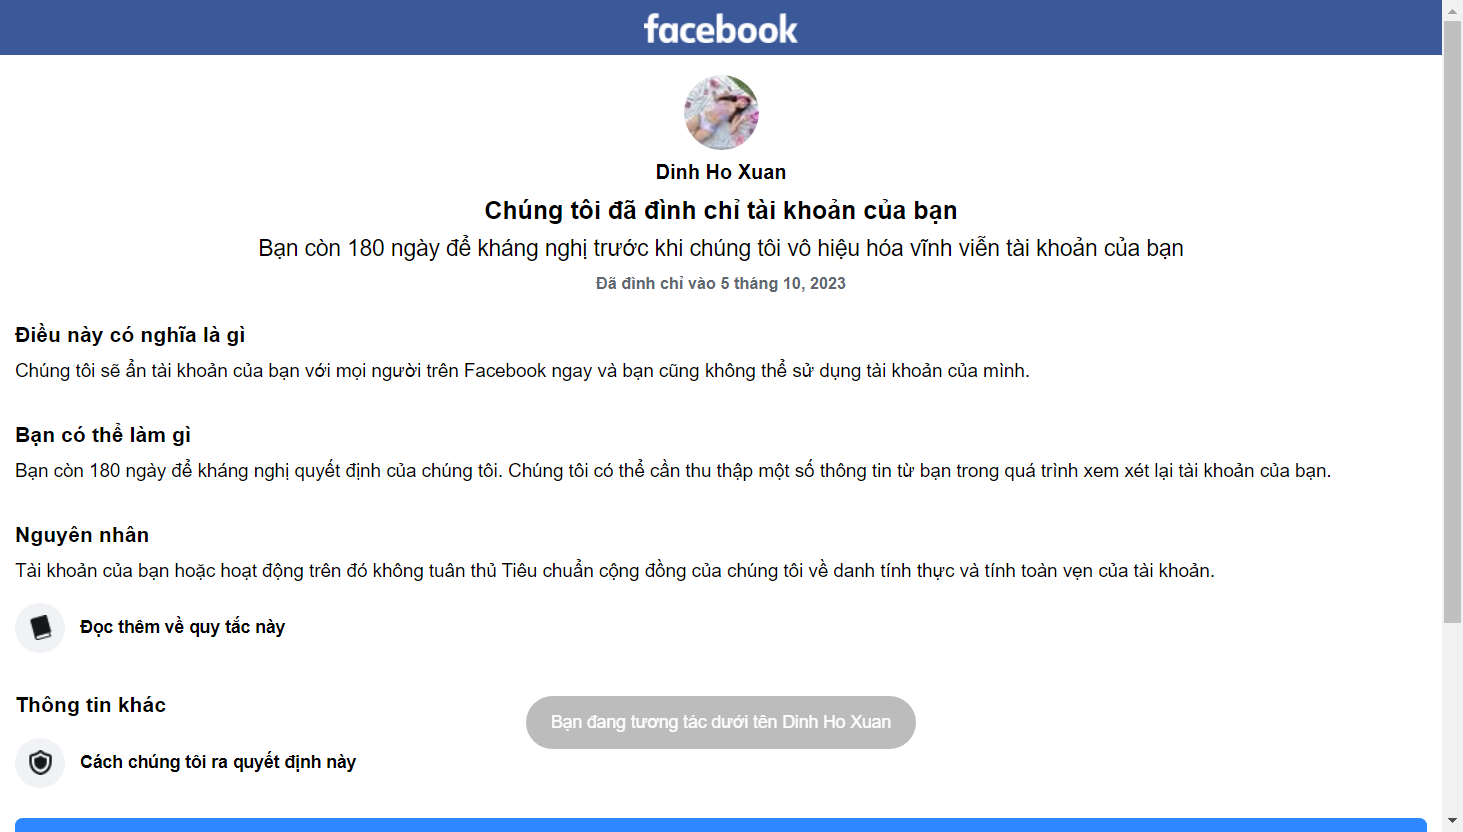 facebook
Dinh Ho Xuan
Chúng tôi đã đình chỉ tài khoản của bạn
Bạn còn 180 ngày để kháng nghị trước khi chúng tôi vô hiệu hóa vĩnh viễn tài khoản của bạn
Đã đình chỉ vào 5 tháng 10, 2023
Điều này có nghĩa là gì
Chúng tôi sẽ ẩn tài khoản của bạn với mọi người trên Facebook ngay và bạn cũng không thể sử dụng tài khoản của mình.
Bạn có thể làm gì
Bạn còn 180 ngày để kháng nghị quyết định của chúng tôi. Chúng tôi có thể cần thu thập một số thông tin từ bạn trong quá trình xem xét lại tài khoản của bạn.
Nguyên nhân
Tài khoản của bạn hoặc hoạt động trên đó không tuân thủ Tiêu chuẩn cộng đồng của chúng tôi về danh tính thực và tính toàn vẹn của tài khoản.
Đọc thêm về quy tắc này
Thông tin khác
Bạn đang tương tác dưới tên Dinh Ho Xuan
Cách chúng tôi ra quyết định này